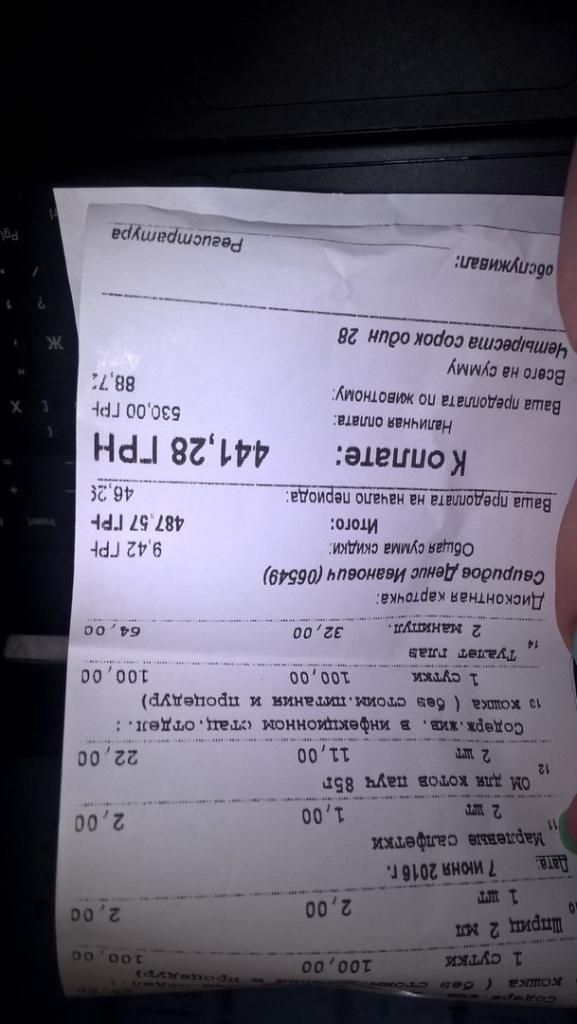 Содерж.жив.
кошка ( без стоим.питания и процедур)
1 сутки 100,00 100,00
Шприц 2 мл
1 шт 2,00 2,00
Дата: 7 июня 2016 г.
11 Марлевые салфетки
2 шт 1,00 2,00
ОМ для котов пауч 85г
12
2 шт 11,00 22,00
Содерж.жив. в инфекционном стац.отдел.:
13 кошка ( без стоим.питания и процедур)
1 сутки 100,00 100,00
Туалет глаз
14
2 манипул. 32,00 64,00
Дисконтная карточка:
Свиридов Денис Иванович (06549)
Общая сумма скидки: 9,42 ГРН
Итого: 487,57 ГРН
Ваша предоплата на начало периода: 46,29
К оплате: 441,28 ГРН
Наличная оплата: 530,00 ГРН
Ваша предоплата по животному: 88,72
Всего на сумму
Четыреста сорок один 28
обслуживал: Регистратура
Insert
PgU
Ж
Х